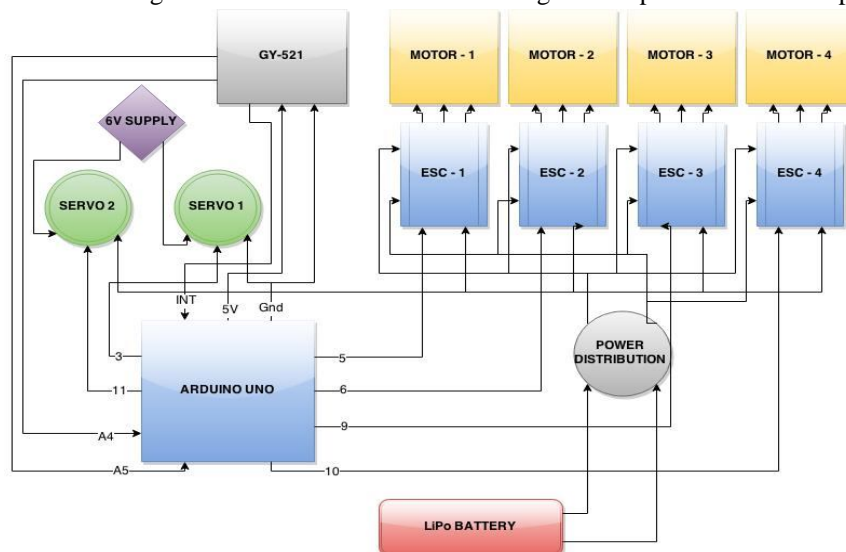 GY-521
MOTOR - 1
MOTOR - 2
MOTOR - 3
MOTOR - 4
6V SUPPLY
ESC - 1
ESC - 2
ESC - 3
ESC - 4
SERVO 2
SERVO 1
INT
5V
Gnd
POWER
DISTRIBUTION
3
5
ARDUINO UNO
11
6
9
A4
A5
10
LiPo BATTERY